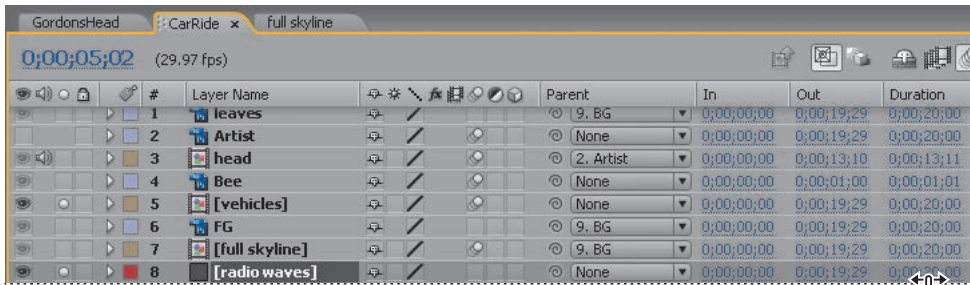 GordonsHead CarRide × full skyline
0;00;05;02 (29.97 fps)
# Layer Name Parent In Out Duration
1 leaves 9. BG 0;00;00;00 0;00;19;29 0;00;20;00
2 Artist None 0;00;00;00 0;00;19;29 0;00;20;00
3 head 2. Artist 0;00;00;00 0;00;13;10 0;00;13;11
4 Bee None 0;00;00;00 0;00;01;00 0;00;01;01
5 [vehicles] None 0;00;00;00 0;00;19;29 0;00;20;00
6 FG 9. BG 0;00;00;00 0;00;19;29 0;00;20;00
7 [full skyline] 9. BG 0;00;00;00 0;00;19;29 0;00;20;00
8 [radio waves] None 0;00;00;00 0;00;19;29